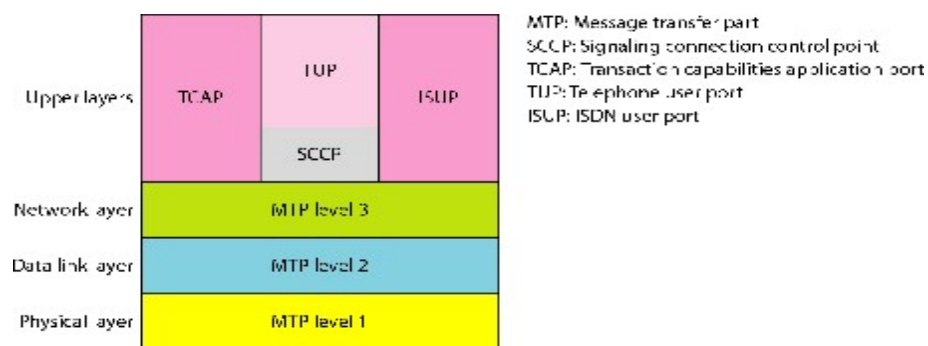 MTP: Message transfer part
SCCP: Signaling connection control point
TCAP: Transaction capabilities application port
TUP: Telephone user port
ISUP: ISDN user port
Upper layers
TCAP
TUP
SCCP
ISUP
Network layer
MTP level 3
Data link layer
MTP level 2
Physical layer
MTP level 1